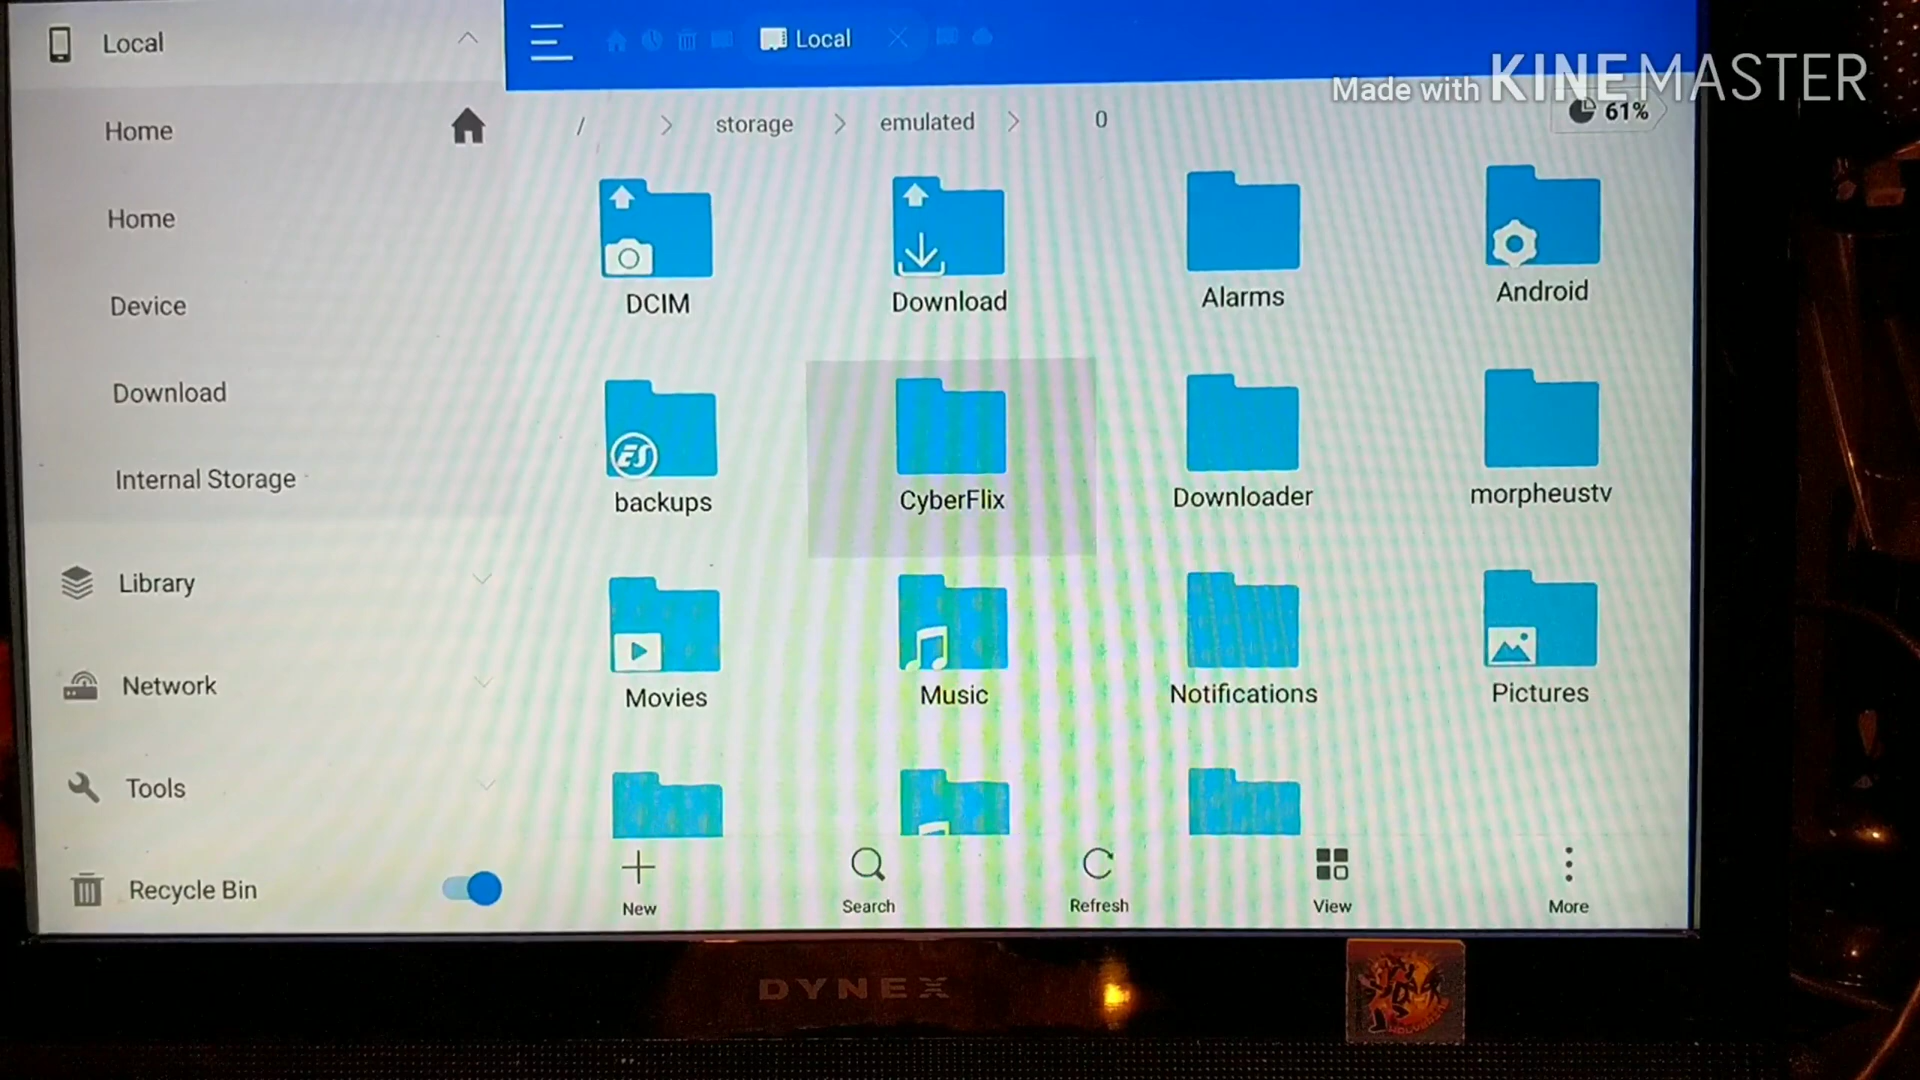 Local
Local
Made with KINEMASTER
Home
/
storage
emulated
0
61%
Home
Device
Download
Internal Storage
DCIM
Download
Alarms
Android
ES
backups
CyberFlix
Downloader
morpheustv
Movies
Music
Notifications
Pictures
Library
Network
Tools
Recycle Bin
New
Search
Refresh
View
More
DYNEX